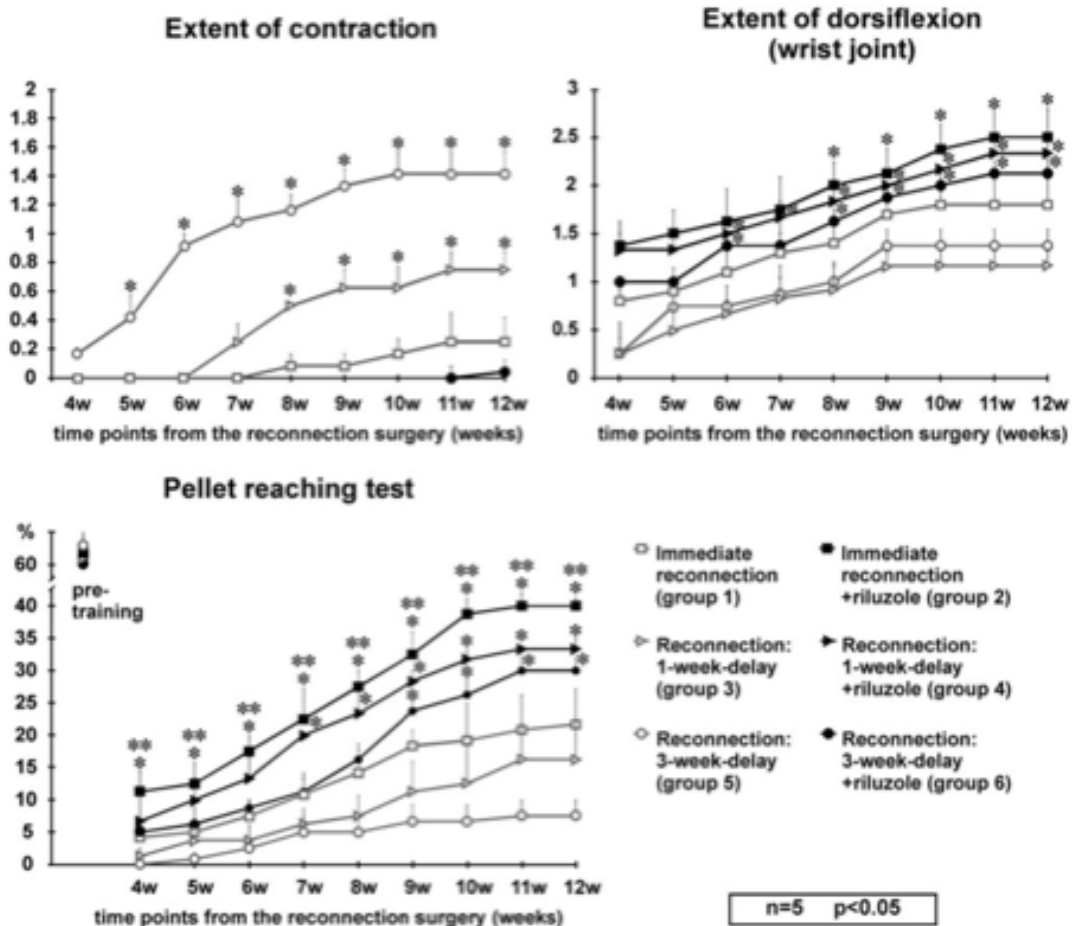 Extent of contraction
2
1.8
1.6
1.4
1.2
1
0.8
0.6
0.4
0.2
0
4w 5w 6w 7w 8w 9w 10w 11w 12w
time points from the reconnection surgery (weeks)
Extent of dorsiflexion
(wrist joint)
3
2.5
2
1.5
1
0.5
0
4w 5w 6w 7w 8w 9w 10w 11w 12w
time points from the reconnection surgery (weeks)
Pellet reaching test
%
60
pre-
training
40
35
30
25
20
15
10
5
0
4w 5w 6w 7w 8w 9w 10w 11w 12w
time points from the reconnection surgery (weeks)
Immediate
reconnection
(group 1)
Immediate
reconnection
+riluzole (group 2)
Reconnection:
1-week-delay
(group 3)
Reconnection:
1-week-delay
+riluzole (group 4)
Reconnection:
3-week-delay
(group 5)
Reconnection:
3-week-delay
+riluzole (group 6)
n=5 p<0.05